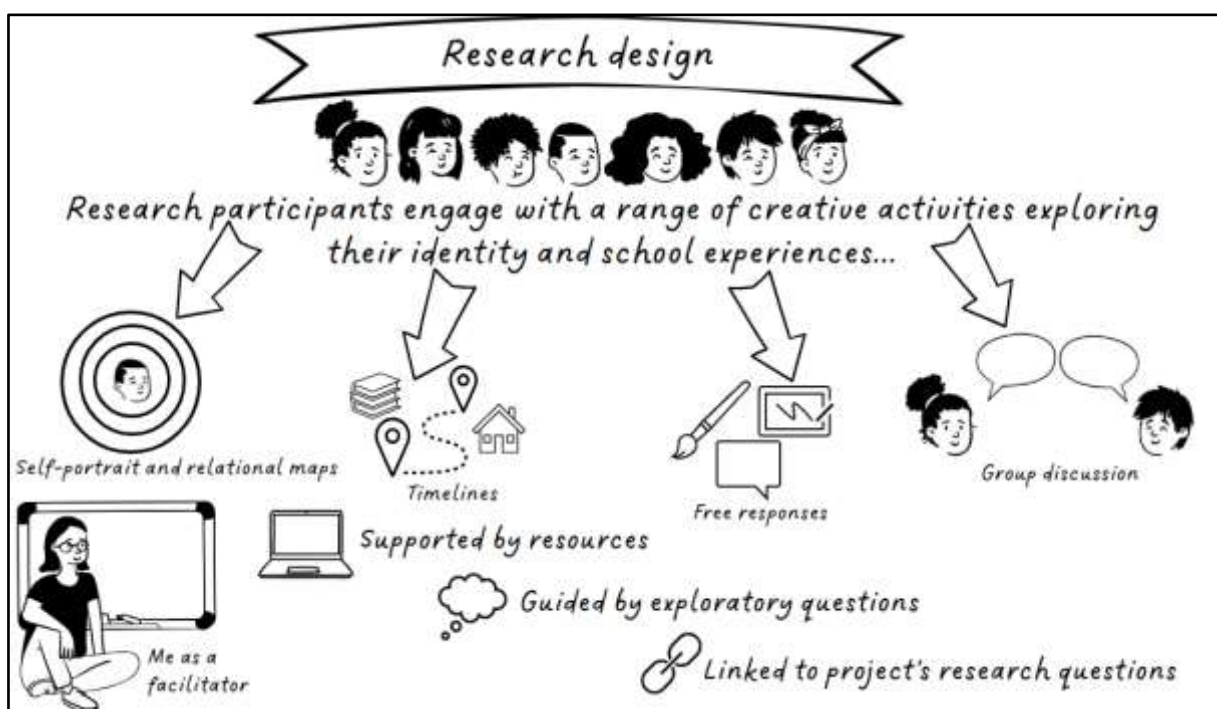 Research design
Research participants engage with a range of creative activities exploring
their identity and school experiences...
Self-portrait and relational maps
Timelines
Free responses
Group discussion
Me as a
facilitator
Supported by resources
Guided by exploratory questions
Linked to project's research questions